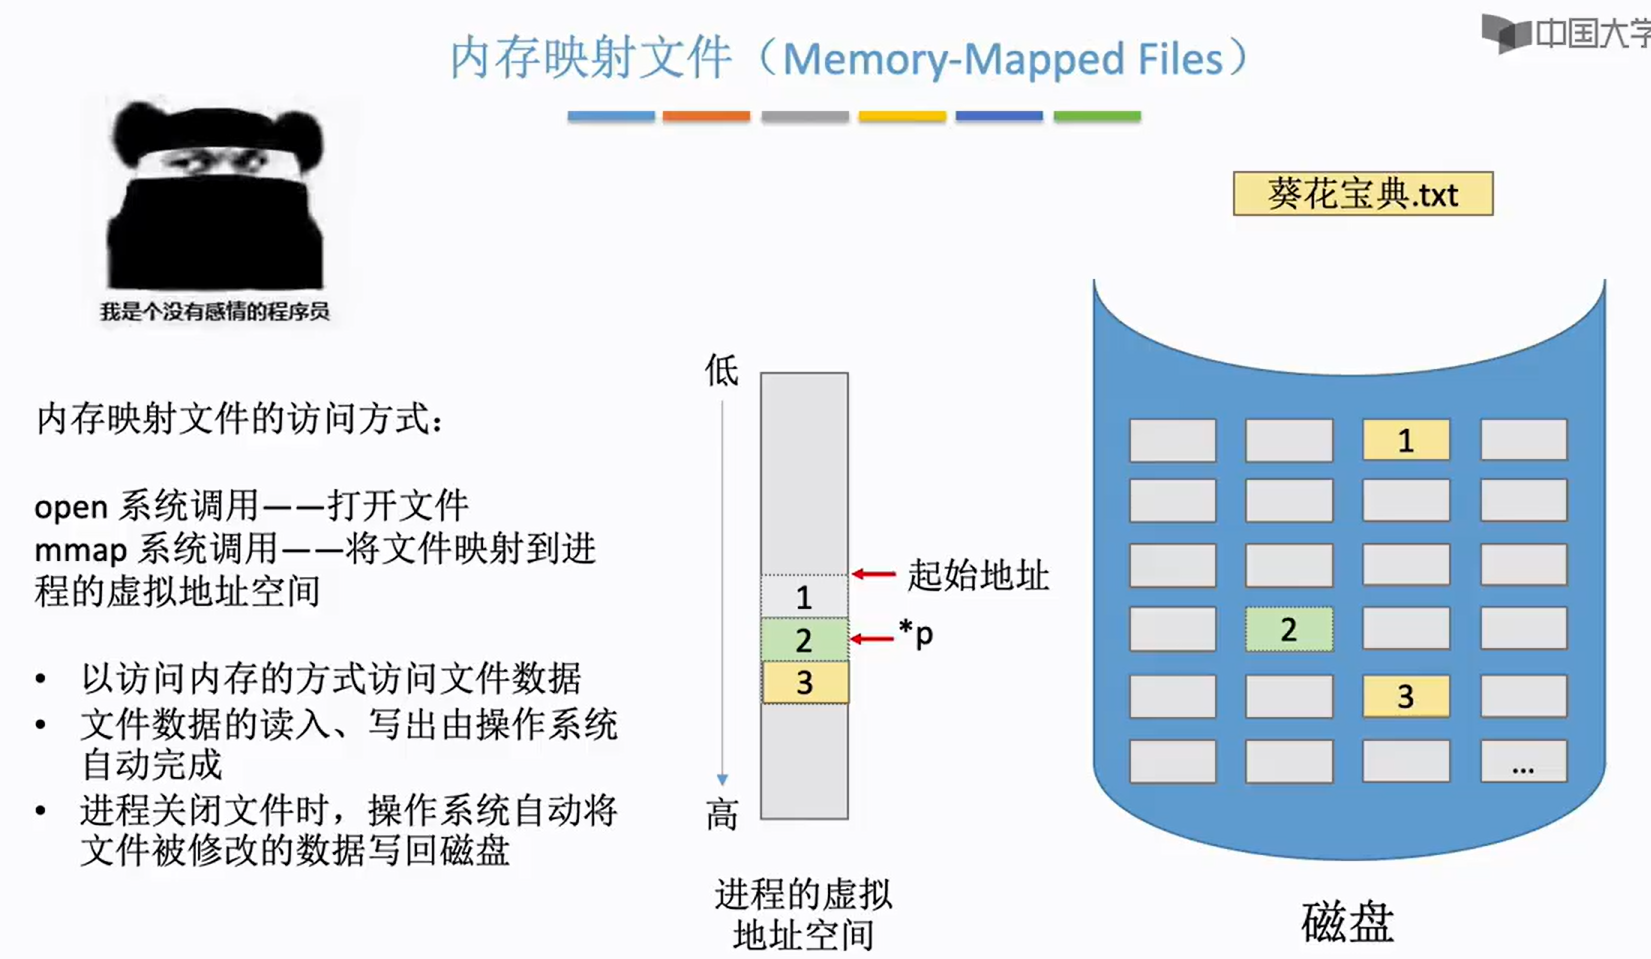 内存映射文件（Memory-Mapped Files）
中国大学
我是个没有感情的程序员
葵花宝典.txt
内存映射文件的访问方式：
open 系统调用——打开文件
mmap 系统调用——将文件映射到进
程的虚拟地址空间
• 以访问内存的方式访问文件数据
• 文件数据的读入、写出由操作系统
自动完成
• 进程关闭文件时，操作系统自动将
文件被修改的数据写回磁盘
低
起始地址
1
2
*p
3
高
进程的虚拟
地址空间
1
2
3
...
磁盘